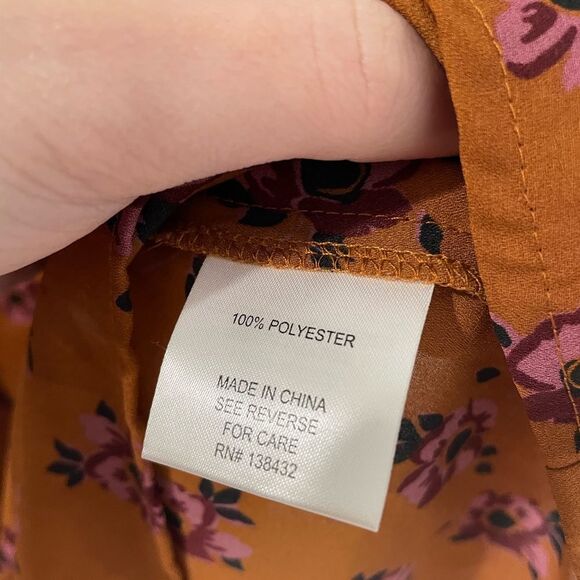 100% POLYESTER
MADE IN CHINA
SEE REVERSE
FOR CARE
RN# 138432